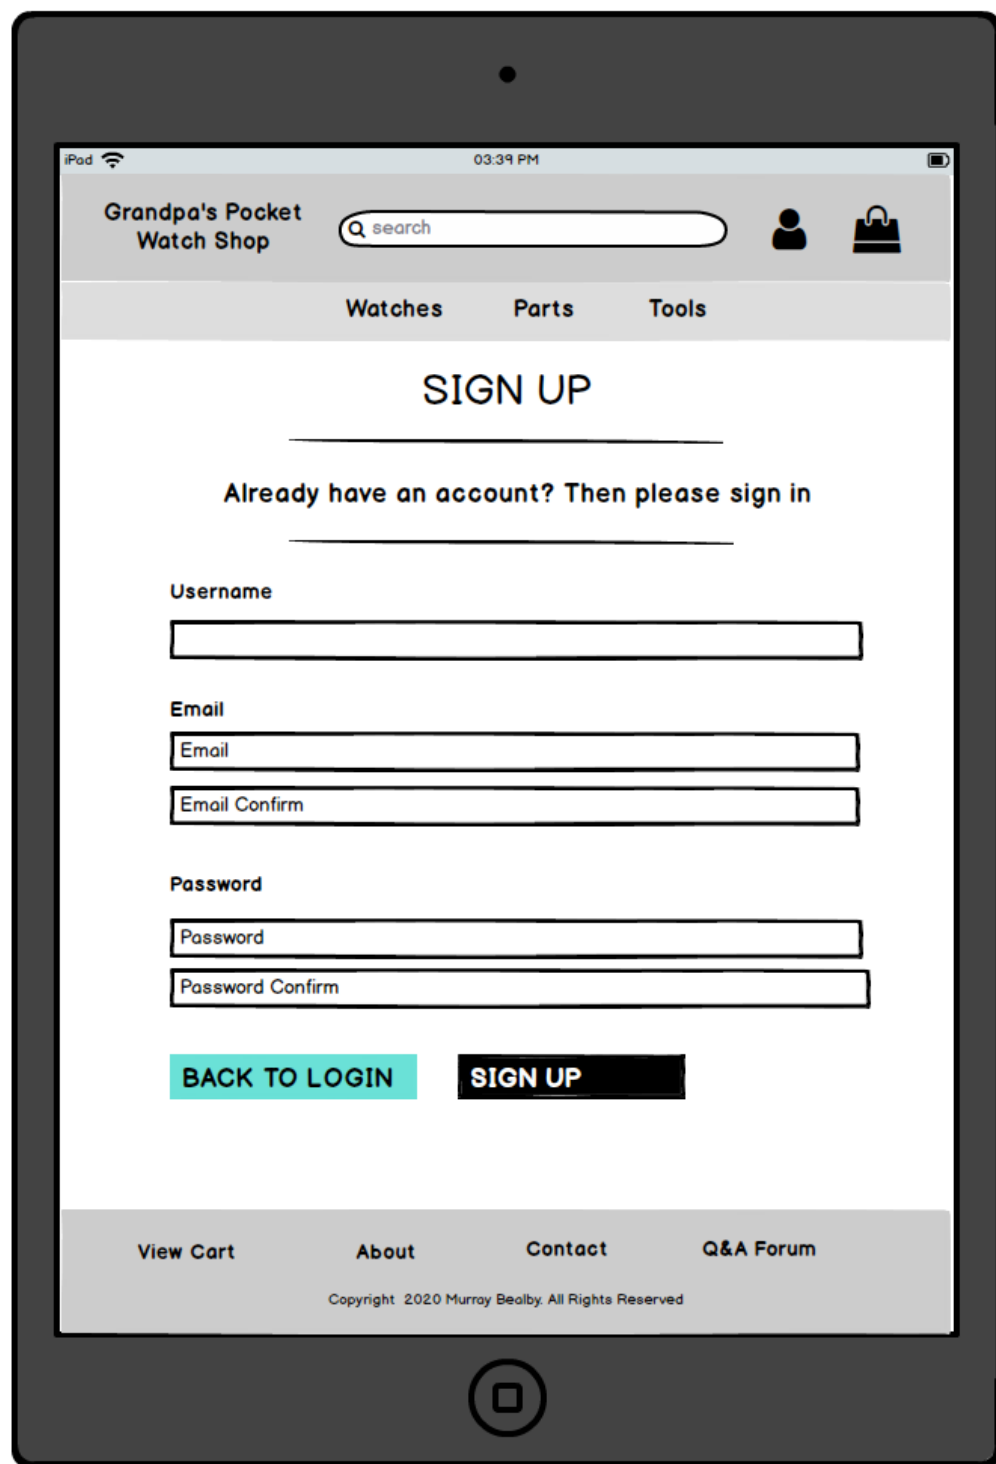 iPad 03:39 PM
Grandpa's Pocket
Watch Shop
search
Watches Parts Tools
SIGN UP
Already have an account? Then please sign in
Username
Email
Email
Email Confirm
Password
Password
Password Confirm
BACK TO LOGIN SIGN UP
View Cart About Contact Q&A Forum
Copyright 2020 Murray Bealby. All Rights Reserved